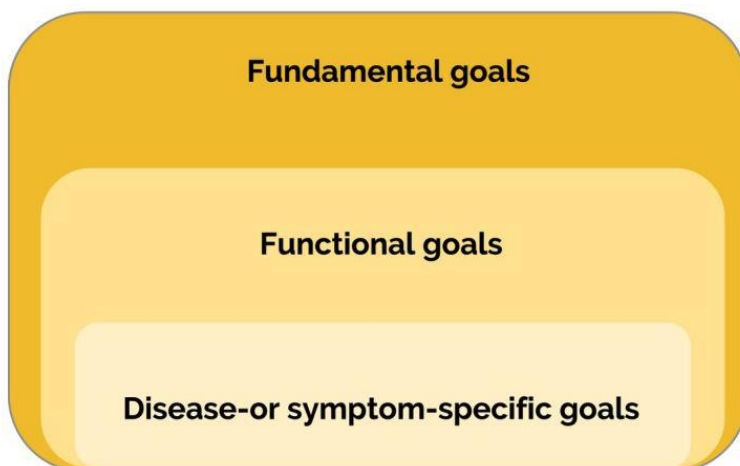 Fundamental goals
Functional goals
Disease-or symptom-specific goals